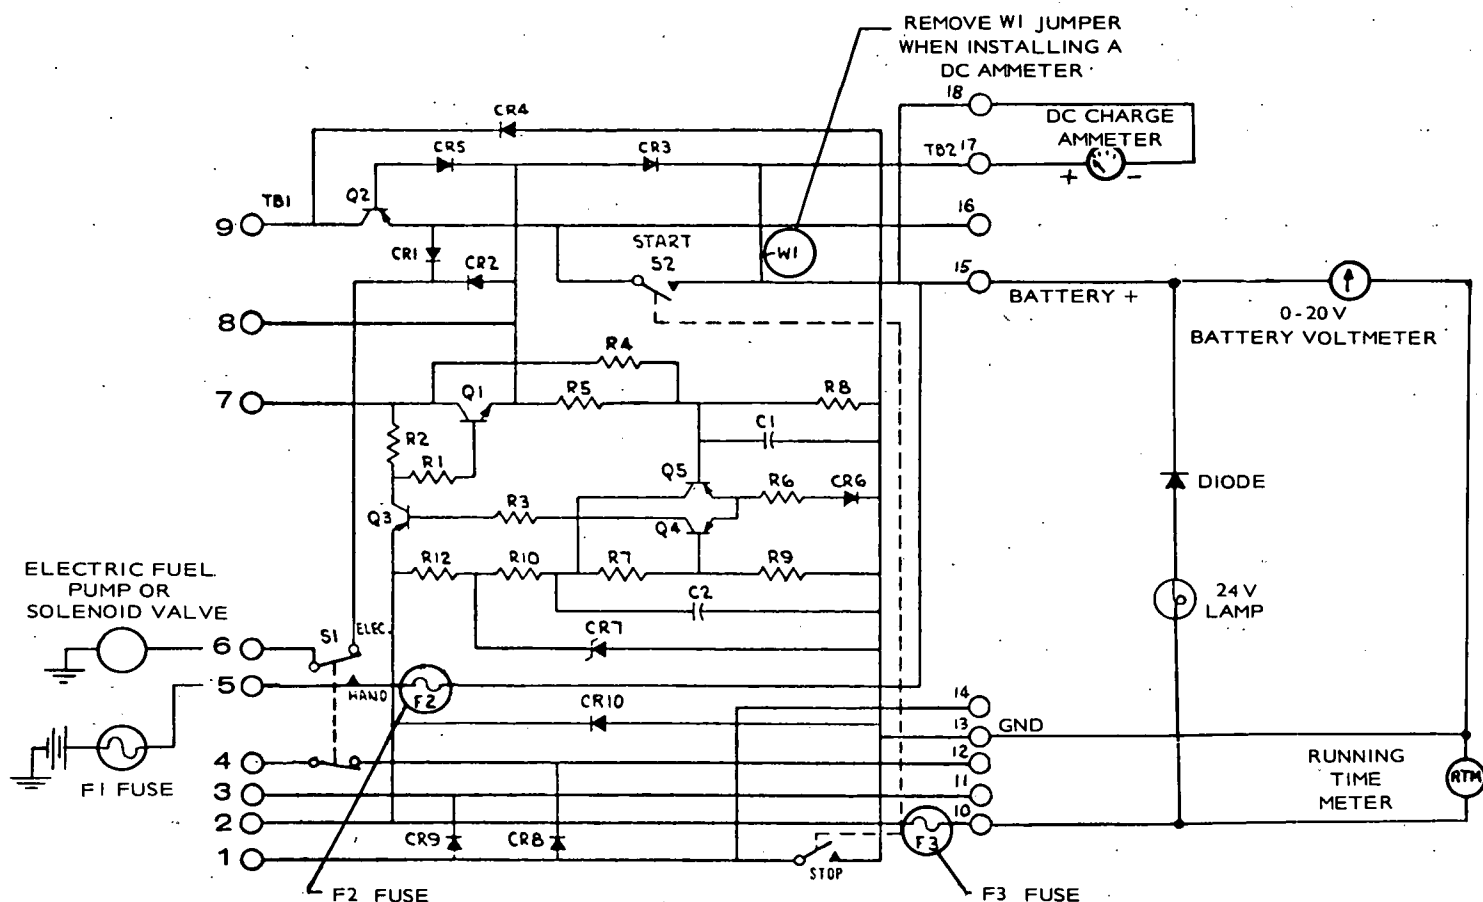 REMOVE W1 JUMPER
WHEN INSTALLING A
DC AMMETER
18
CR4
DC CHARGE
AMMETER
CR5
CR3
TB2 17
+ -
Q2
TB1
9
16
START
S2
W1
CR1
CR2
15
BATTERY +
0-20V
BATTERY VOLTMETER
8
R4
7
Q1
R5
R8
R2
C1
R1
Q5
R6
CR6
DIODE
Q3
R3
Q4
R12
R10
R7
R9
ELECTRIC FUEL
PUMP OR
SOLENOID VALVE
C2
24V
LAMP
6
S1
ELEC.
CR7
5
HAND
F2
CR10
14
13 GND
4
12
F1 FUSE
RUNNING
TIME
METER
RTM
3
11
2
10
CR9
CR8
F3
1
STOP
F2 FUSE
F3 FUSE